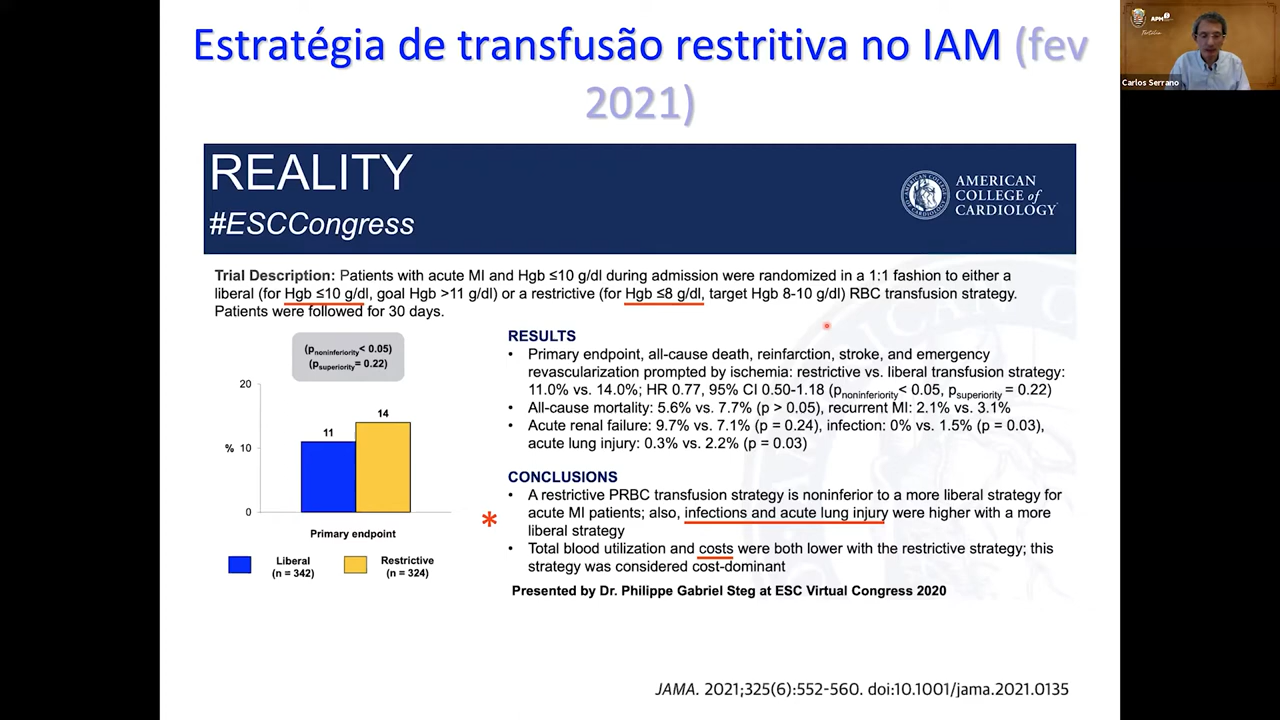 Estratégia de transfusão restritiva no IAM (fev
2021)
APM
Carlos Serrano
REALITY
#ESCCongress
AMERICAN
COLLEGE of
CARDIOLOGY
Trial Description: Patients with acute MI and Hgb ≤10 g/dl during admission were randomized in a 1:1 fashion to either a
liberal (for Hgb ≤10 g/dl, goal Hgb >11 g/dl) or a restrictive (for Hgb ≤8 g/dl, target Hgb 8-10 g/dl) RBC transfusion strategy.
Patients were followed for 30 days.
(pnoninferiority< 0.05)
(psuperiority= 0.22)
20
10
0
%
11
14
Primary endpoint
Liberal
(n = 342)
Restrictive
(n = 324)
RESULTS
• Primary endpoint, all-cause death, reinfarction, stroke, and emergency
revascularization prompted by ischemia: restrictive vs. liberal transfusion strategy:
11.0% vs. 14.0%; HR 0.77, 95% CI 0.50-1.18 (pnoninferiority< 0.05, psuperiority = 0.22)
• All-cause mortality: 5.6% vs. 7.7% (p > 0.05), recurrent MI: 2.1% vs. 3.1%
• Acute renal failure: 9.7% vs. 7.1% (p = 0.24), infection: 0% vs. 1.5% (p = 0.03),
acute lung injury: 0.3% vs. 2.2% (p = 0.03)
CONCLUSIONS
• A restrictive PRBC transfusion strategy is noninferior to a more liberal strategy for
acute MI patients; also, infections and acute lung injury were higher with a more
liberal strategy
*
• Total blood utilization and costs were both lower with the restrictive strategy; this
strategy was considered cost-dominant
Presented by Dr. Philippe Gabriel Steg at ESC Virtual Congress 2020
JAMA. 2021;325(6):552-560. doi:10.1001/jama.2021.0135